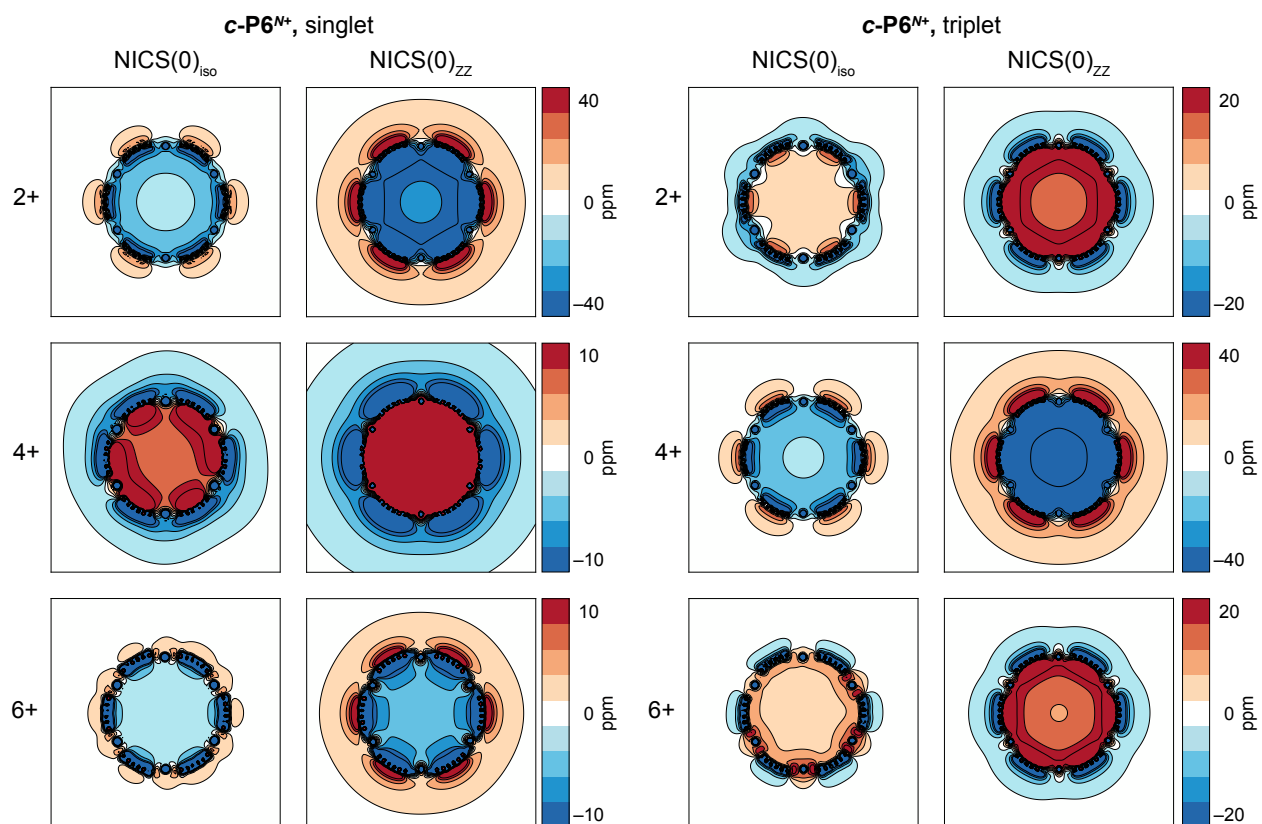 c-P6N+, singlet
c-P6N+, triplet
NICS(0)iso
NICS(0)ZZ
NICS(0)iso
NICS(0)ZZ
2+
40
0
–40
ppm
2+
20
0
–20
ppm
4+
10
0
–10
ppm
4+
40
0
–40
ppm
6+
10
0
–10
ppm
6+
20
0
–20
ppm